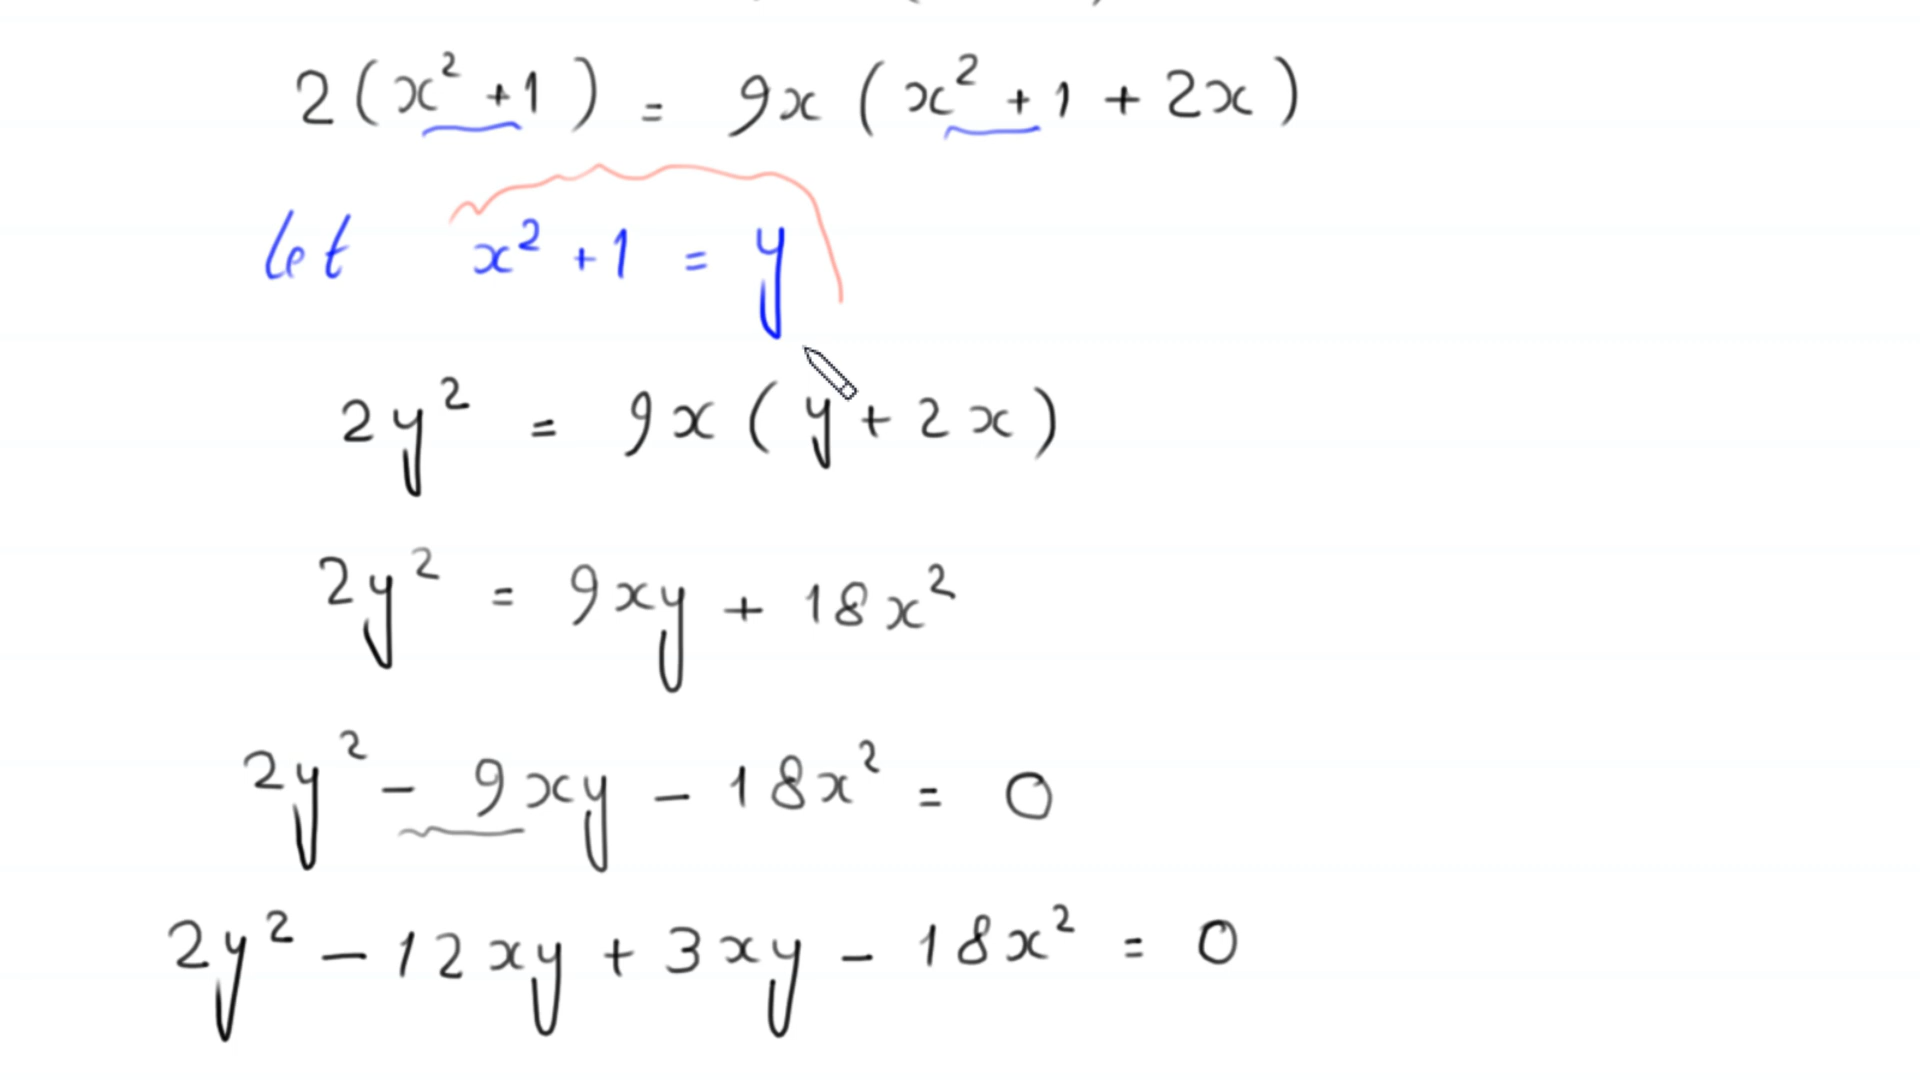 2(x² + 1) = 9x(x² + 1 + 2x)
let x² + 1 = y
2y² = 9x(y + 2x)
2y² = 9xy + 18x²
2y² - 9xy - 18x² = 0
2y² - 12xy + 3xy - 18x² = 0